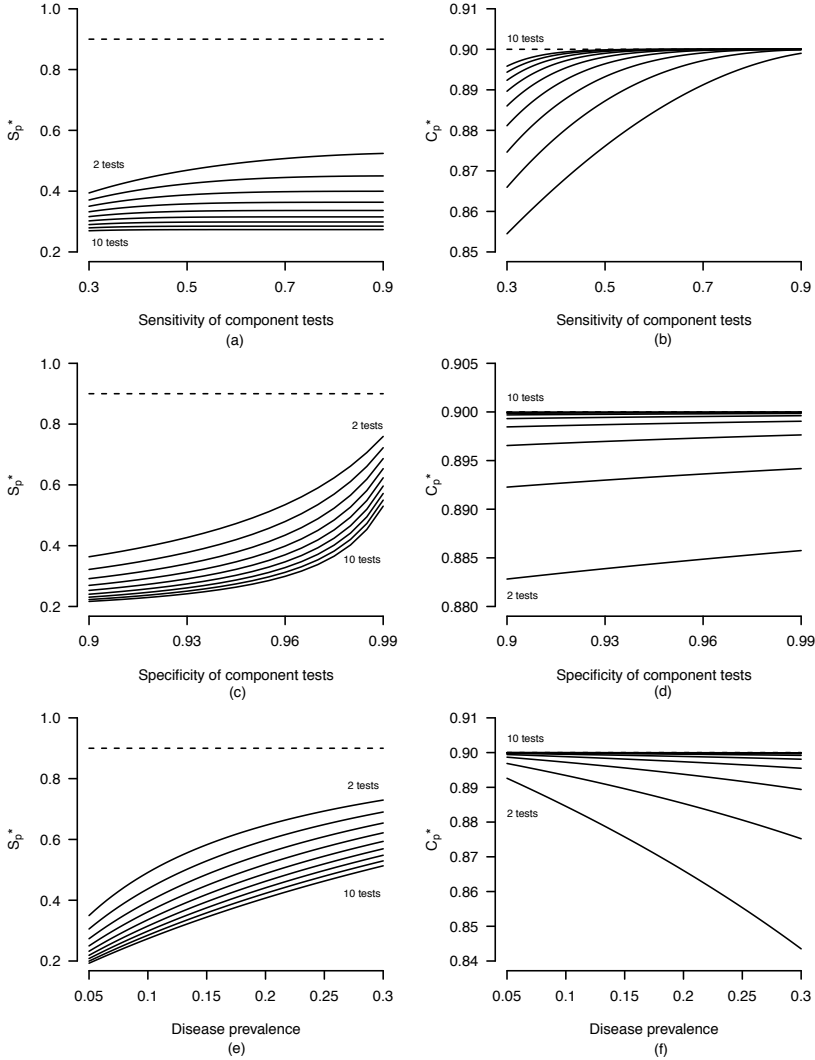 1.0
0.8
0.6
0.4
0.2
Sp*
2 tests
10 tests
0.3 0.5 0.7 0.9
Sensitivity of component tests
(a)
0.91
0.90
0.89
0.88
0.87
0.86
0.85
Cp*
10 tests
0.3 0.5 0.7 0.9
Sensitivity of component tests
(b)
1.0
0.8
0.6
0.4
0.2
Sp*
2 tests
10 tests
0.9 0.93 0.96 0.99
Specificity of component tests
(c)
0.905
0.900
0.895
0.890
0.885
0.880
Cp*
10 tests
2 tests
0.9 0.93 0.96 0.99
Specificity of component tests
(d)
1.0
0.8
0.6
0.4
0.2
Sp*
2 tests
10 tests
0.05 0.1 0.15 0.2 0.25 0.3
Disease prevalence
(e)
0.91
0.90
0.89
0.88
0.87
0.86
0.85
0.84
Cp*
10 tests
2 tests
0.05 0.1 0.15 0.2 0.25 0.3
Disease prevalence
(f)